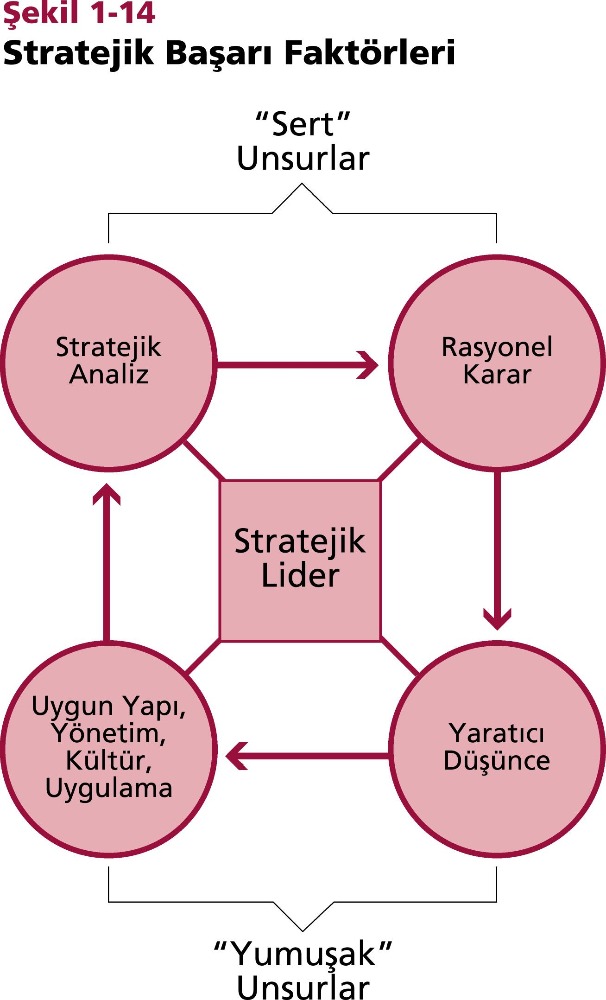 Şekil 1-14
Stratejik Başarı Faktörleri
“Sert”
Unsurlar
Stratejik
Analiz
Rasyonel
Karar
Stratejik
Lider
Uygun Yapı,
Yönetim,
Kültür,
Uygulama
Yaratıcı
Düşünce
“Yumuşak”
Unsurlar